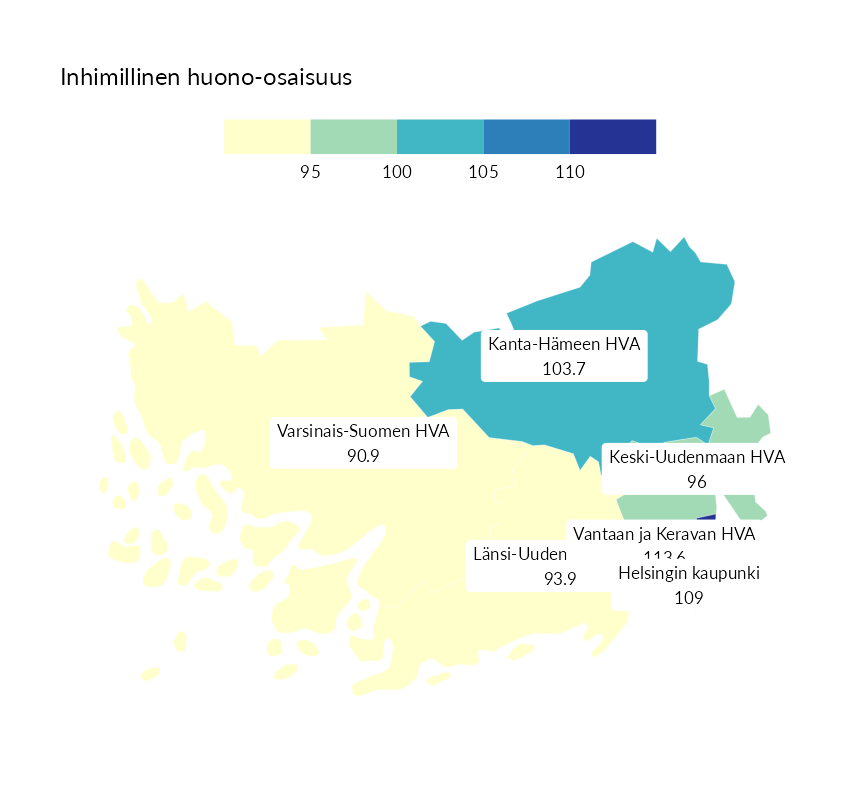 Inhimillinen huono-osaisuus
95 100 105 110
Kanta-Hämeen HVA
103.7
Varsinais-Suomen HVA
90.9
Keski-Uudenmaan HVA
96
Vantaan ja Keravan HVA
113.6
Länsi-Uuden
93.9
Helsingin kaupunki
109